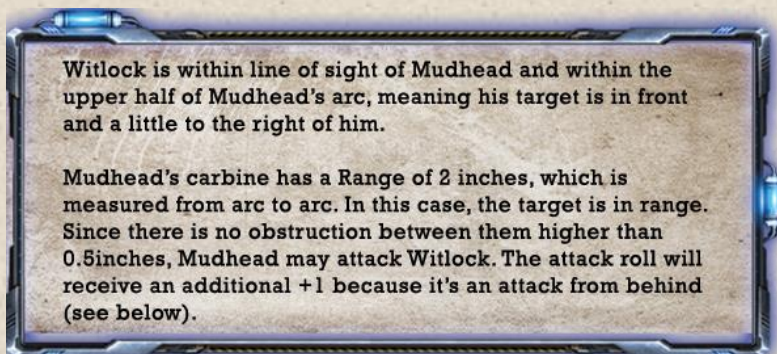 Witlock is within line of sight of Mudhead and within the
upper half of Mudhead's arc, meaning his target is in front
and a little to the right of him.
Mudhead's carbine has a Range of 2 inches, which is
measured from arc to arc. In this case, the target is in range.
Since there is no obstruction between them higher than
0.5inches, Mudhead may attack Witlock. The attack roll will
receive an additional +1 because it's an attack from behind
(see below).